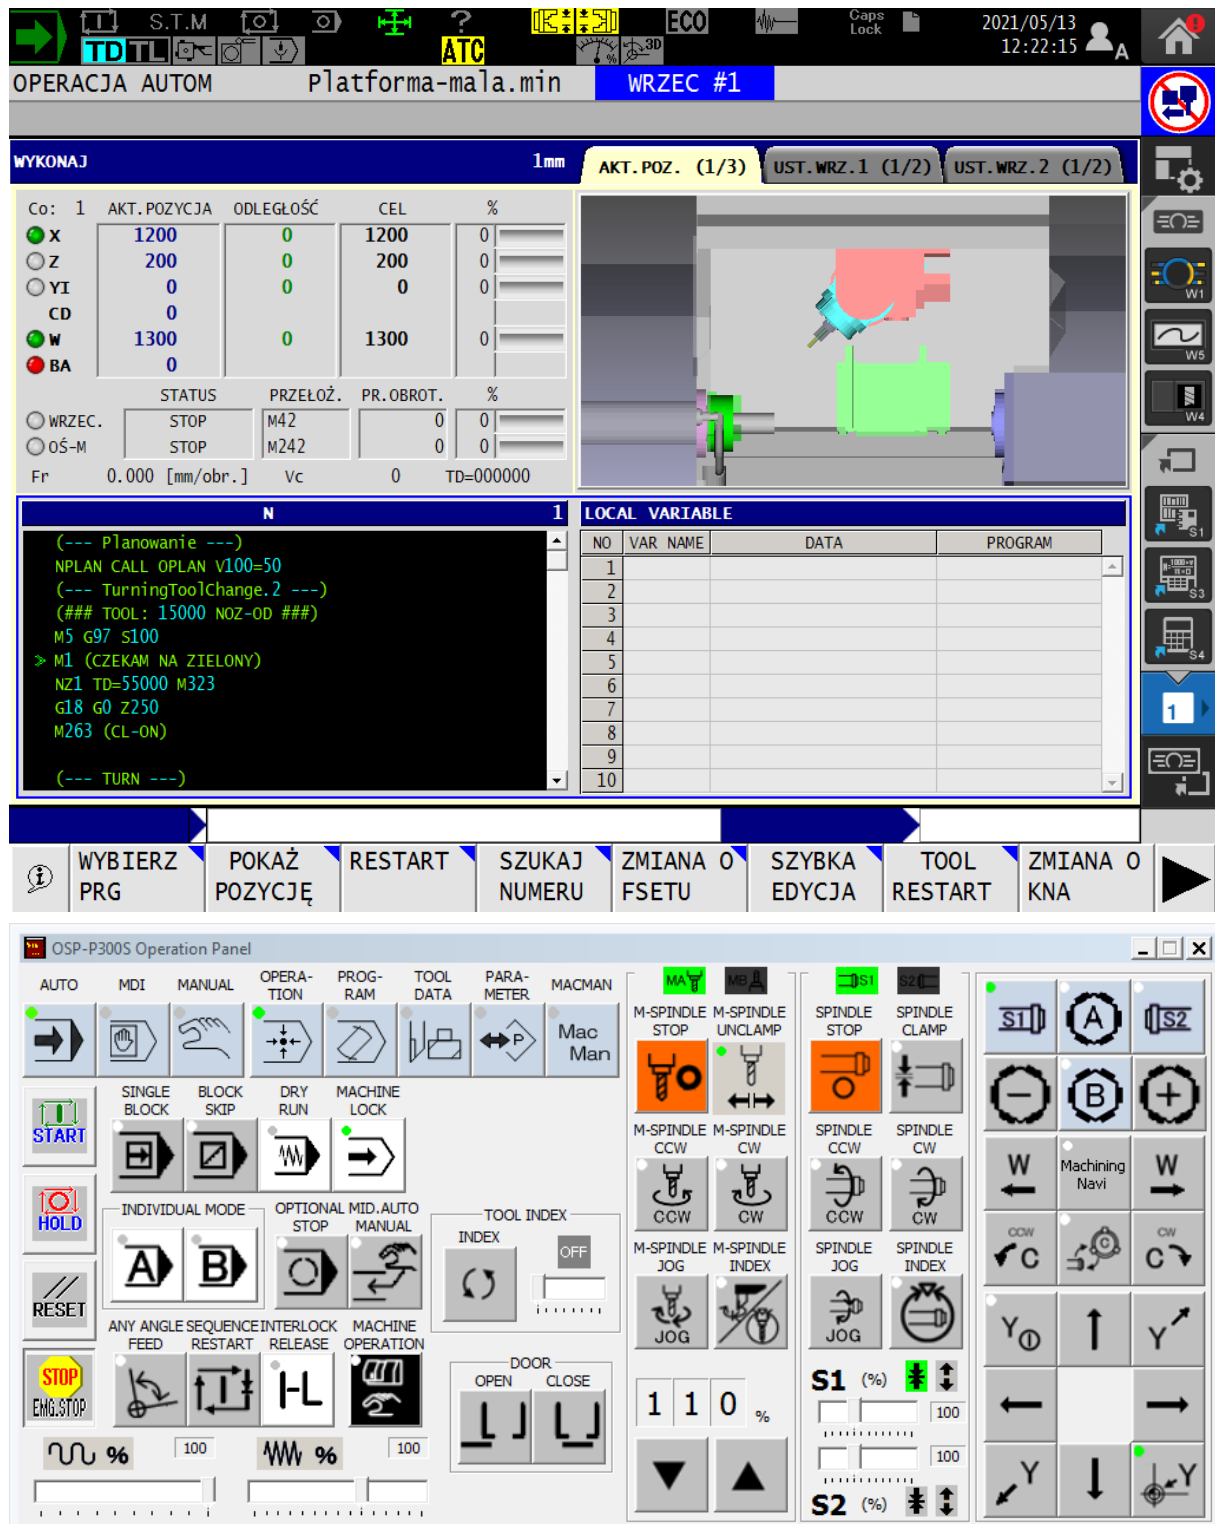 S.T.M
TD TL
?
ATC
%
3D
ECO
Caps
Lock
2021/05/13
12:22:15
A
OPERACJA AUTOM
Platforma-mala.min
WRZEC #1
WYKONAJ
1mm
AKT.POZ. (1/3)
UST.WRZ.1 (1/2)
UST.WRZ.2 (1/2)
Co: 1 AKT.POZYCJA ODLEGŁOŚĆ CEL %
X 1200 0 1200 0
Z 200 0 200 0
YI 0 0 0 0
CD 0
W 1300 0 1300 0
BA 0
STATUS PRZEŁOŻ. PR.OBROT. %
WRZEC. STOP M42 0 0
OŚ-M STOP M242 0 0
Fr 0.000 [mm/obr.] Vc 0 TD=000000
W1
W5
W4
S1
S3
S4
1
N 1
(--- Planowanie ---)
NPLAN CALL OPLAN V100=50
(--- TurningToolChange.2 ---)
(### TOOL: 15000 NOZ-OD ###)
M5 G97 S100
M1 (CZEKAM NA ZIELONY)
NZ1 TD=55000 M323
G18 G0 Z250
M263 (CL-ON)
(--- TURN ---)
LOCAL VARIABLE
NO VAR NAME DATA PROGRAM
1
2
3
4
5
6
7
8
9
10
WYBIERZ PRG
POKAŻ POZYCJĘ
RESTART
SZUKAJ NUMERU
ZMIANA O FSETU
SZYBKA EDYCJA
TOOL RESTART
ZMIANA O KNA
OSP-P300S Operation Panel
AUTO MDI MANUAL OPERA-TION PROG-RAM TOOL DATA PARA-METER MACMAN
P
Mac Man
START
SINGLE BLOCK
BLOCK SKIP
DRY RUN
MACHINE LOCK
HOLD
INDIVIDUAL MODE
A B
OPTIONAL STOP
MID.AUTO MANUAL
TOOL INDEX
INDEX
OFF
RESET
ANY ANGLE FEED
SEQUENCE RESTART
INTERLOCK RELEASE
MACHINE OPERATION
STOP
EMG.STOP
DOOR
OPEN CLOSE
% 100
% 100
MA MB
M-SPINDLE STOP
M-SPINDLE UNCLAMP
M-SPINDLE CCW
M-SPINDLE CW
CCW CW
M-SPINDLE JOG
M-SPINDLE INDEX
JOG
1 1 0 %
S1 S2
SPINDLE STOP
SPINDLE CLAMP
SPINDLE CCW
SPINDLE CW
CCW CW
SPINDLE JOG
SPINDLE INDEX
JOG
S1 (%)
100
100
S2 (%)
S1 A S2
− B +
W Machining Navi W
CCW C C CW C
Y Y
Y Y